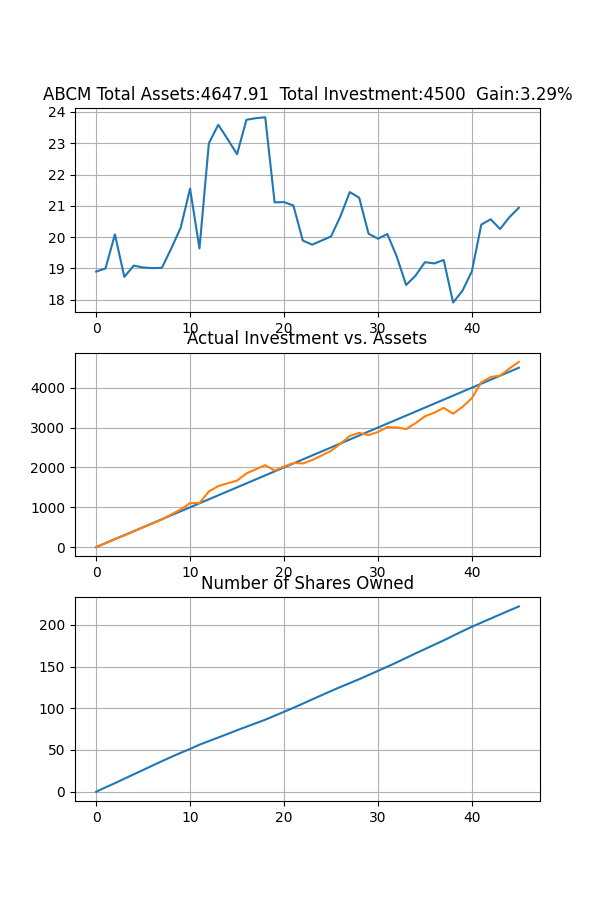 ABCM Total Assets:4647.91  Total Investment:4500  Gain:3.29%
24
23
22
21
20
19
18
0 10 20 30 40
Actual Investment vs. Assets
4000
3000
2000
1000
0
0 10 20 30 40
Number of Shares Owned
200
150
100
50
0
0 10 20 30 40